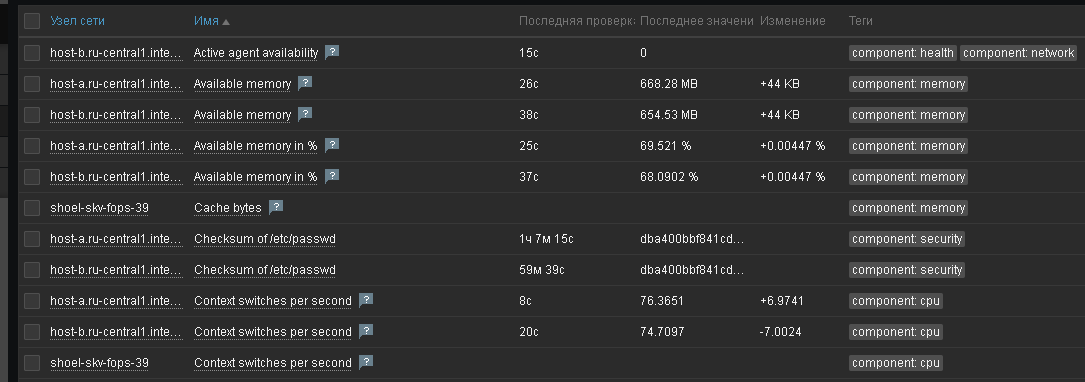 Узел сети Имя Последняя проверк Последнее значени Изменение Теги
host-b.ru-central1.inte... Active agent availability ? 15с 0 component: health component: network
host-a.ru-central1.inte... Available memory ? 26с 668.28 MB +44 KB component: memory
host-b.ru-central1.inte... Available memory ? 38с 654.53 MB +44 KB component: memory
host-a.ru-central1.inte... Available memory in % ? 25с 69.521 % +0.00447 % component: memory
host-b.ru-central1.inte... Available memory in % ? 37с 68.0902 % +0.00447 % component: memory
shoel-skv-fops-39 Cache bytes ? component: memory
host-a.ru-central1.inte... Checksum of /etc/passwd 1ч 7м 15с dba400bbf841cd... component: security
host-b.ru-central1.inte... Checksum of /etc/passwd 59м 39с dba400bbf841cd... component: security
host-a.ru-central1.inte... Context switches per second ? 8с 76.3651 +6.9741 component: cpu
host-b.ru-central1.inte... Context switches per second ? 20с 74.7097 -7.0024 component: cpu
shoel-skv-fops-39 Context switches per second ? component: cpu